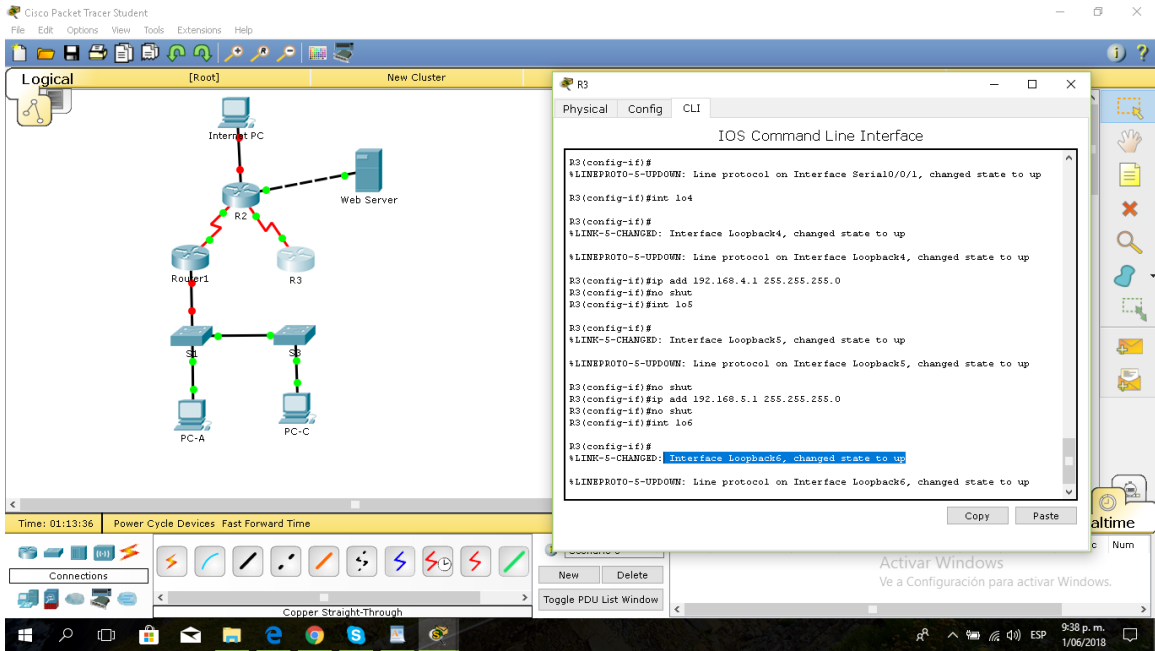 Cisco Packet Tracer Student
File Edit Options View Tools Extensions Help
Logical [Root] New Cluster
Internet PC
Web Server
R2
Router1
R3
S1
S3
PC-A
PC-C
R3
Physical Config CLI
IOS Command Line Interface
R3(config-if)#
%LINEPROTO-5-UPDOWN: Line protocol on Interface Serial0/0/1, changed state to up
R3(config-if)#int lo4
R3(config-if)#
%LINK-5-CHANGED: Interface Loopback4, changed state to up
%LINEPROTO-5-UPDOWN: Line protocol on Interface Loopback4, changed state to up
R3(config-if)#ip add 192.168.4.1 255.255.255.0
R3(config-if)#no shut
R3(config-if)#int lo5
R3(config-if)#
%LINK-5-CHANGED: Interface Loopback5, changed state to up
%LINEPROTO-5-UPDOWN: Line protocol on Interface Loopback5, changed state to up
R3(config-if)#no shut
R3(config-if)#ip add 192.168.5.1 255.255.255.0
R3(config-if)#no shut
R3(config-if)#int lo6
R3(config-if)#
%LINK-5-CHANGED: Interface Loopback6, changed state to up
%LINEPROTO-5-UPDOWN: Line protocol on Interface Loopback6, changed state to up
Copy Paste
Time: 01:13:36 Power Cycle Devices Fast Forward Time
altime
Connections
New Delete
Toggle PDU List Window
Copper Straight-Through
c Num
Activar Windows
Ve a Configuración para activar Windows.
ESP
9:38 p. m.
1/06/2018